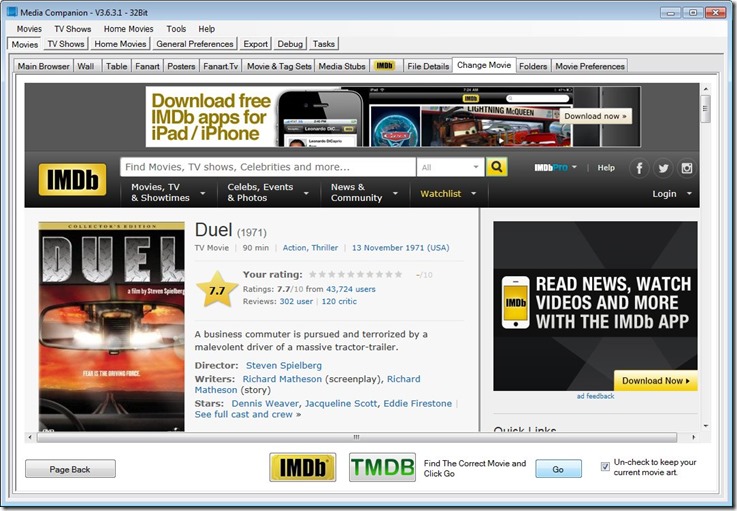 Media Companion - V3.6.3.1 - 32Bit
Movies TV Shows Home Movies Tools Help
Movies TV Shows Home Movies General Preferences Export Debug Tasks
Main Browser Wall Table Fanart Posters Fanart.Tv Movie & Tag Sets Media Stubs IMDb File Details Change Movie Folders Movie Preferences
Download free
IMDb apps for
iPad / iPhone
LIGHTNING McQUEEN
Download now »
IMDb
Find Movies, TV shows, Celebrities and more... All
IMDbPro Help
Movies, TV
& Showtimes
Celebs, Events
& Photos
News &
Community
Watchlist
Login
COLLECTOR'S EDITION
DUEL
a film by Steven Spielberg
FEAR IS THE DRIVING FORCE.
DVD
Duel (1971)
TV Movie | 90 min | Action, Thriller | 13 November 1971 (USA)
7.7
Your rating: -/10
Ratings: 7.7/10 from 43,724 users
Reviews: 302 user | 120 critic
A business commuter is pursued and terrorized by a
malevolent driver of a massive tractor-trailer.
Director: Steven Spielberg
Writers: Richard Matheson (screenplay), Richard
Matheson (story)
Stars: Dennis Weaver, Jacqueline Scott, Eddie Firestone |
See full cast and crew »
IMDb
READ NEWS, WATCH
VIDEOS AND MORE
WITH THE IMDb APP
Download Now
ad feedback
Quick Links
Page Back
IMDb
TMDB
Find The Correct Movie and
Click Go
Go
Un-check to keep your
current movie art.